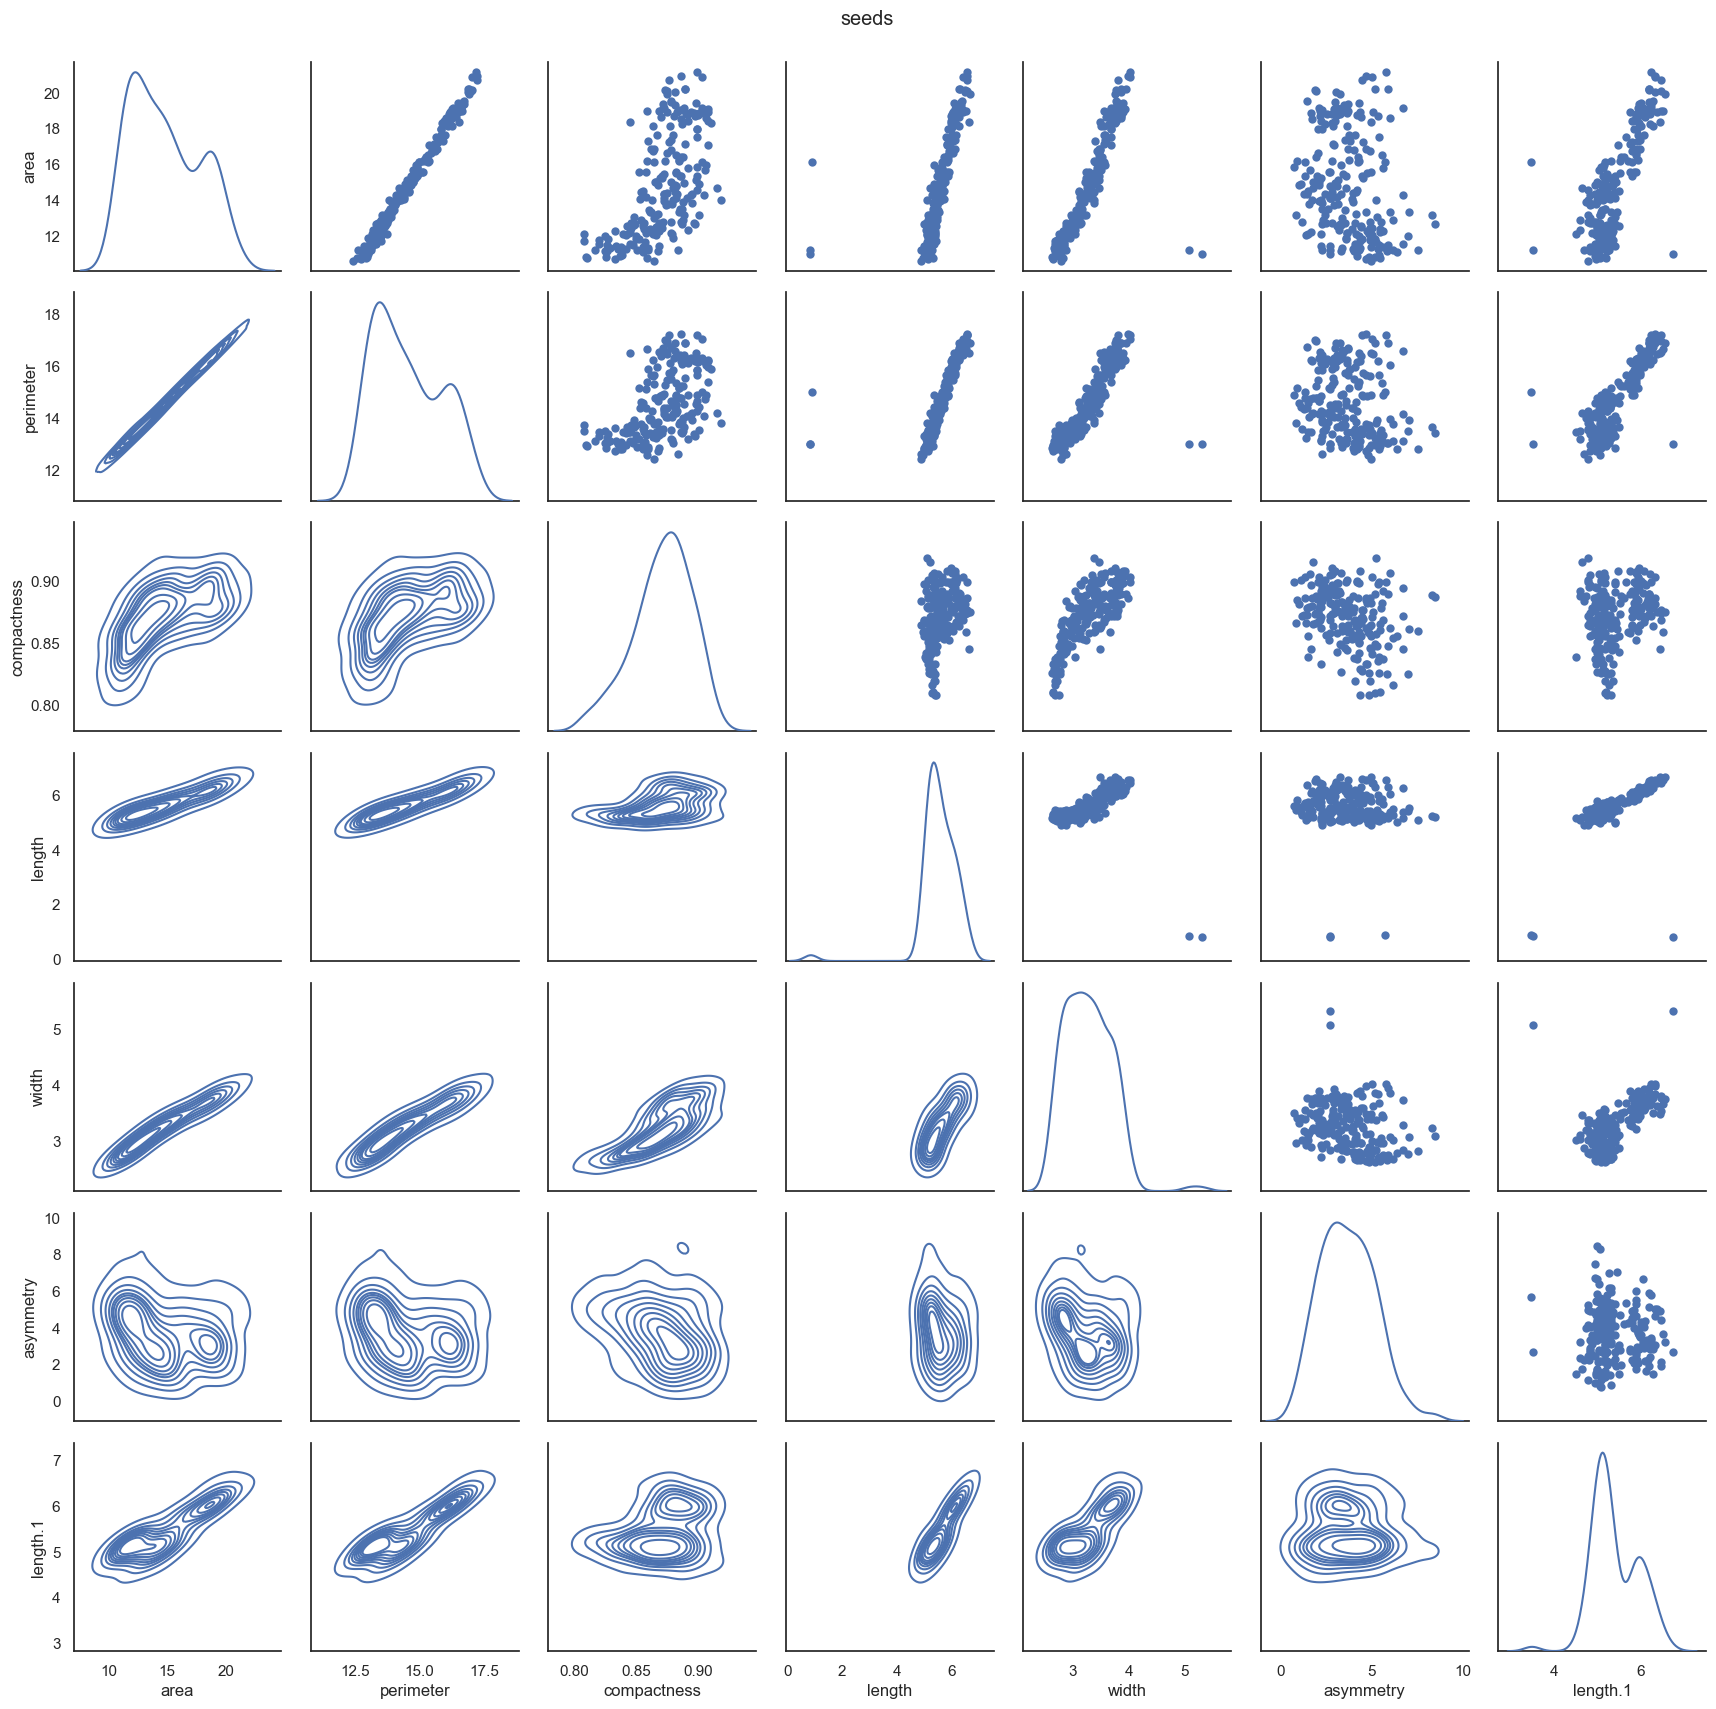 seeds
20
18
16
14
12
area
18
16
14
12
perimeter
0.90
0.85
0.80
compactness
6
4
2
0
length
5
4
3
width
10
8
6
4
2
0
asymmetry
7
6
5
4
3
length.1
10 15 20
12.5 15.0 17.5
0.80 0.85 0.90
0 2 4 6
3 4 5
0 5 10
4 6
area perimeter compactness length width asymmetry length.1